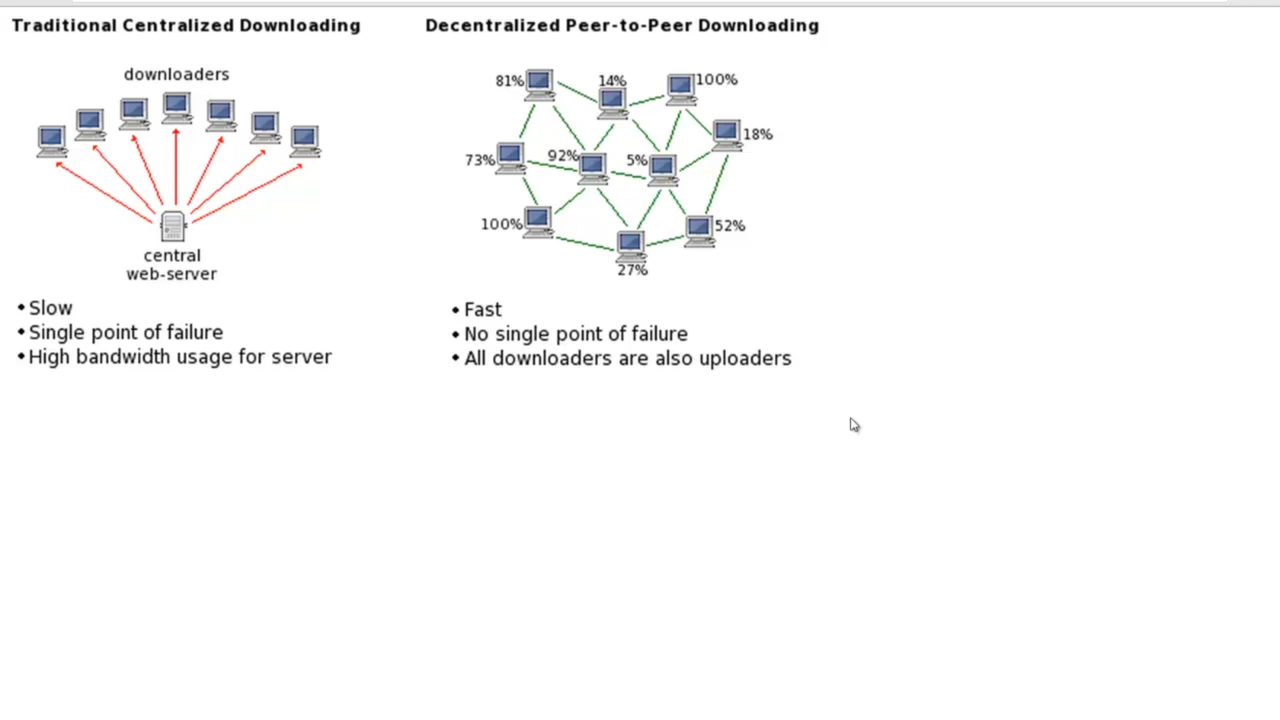 Traditional Centralized Downloading
downloaders
central
web-server
• Slow
• Single point of failure
• High bandwidth usage for server
Decentralized Peer-to-Peer Downloading
81%
14%
100%
18%
73%
92%
5%
100%
52%
27%
• Fast
• No single point of failure
• All downloaders are also uploaders